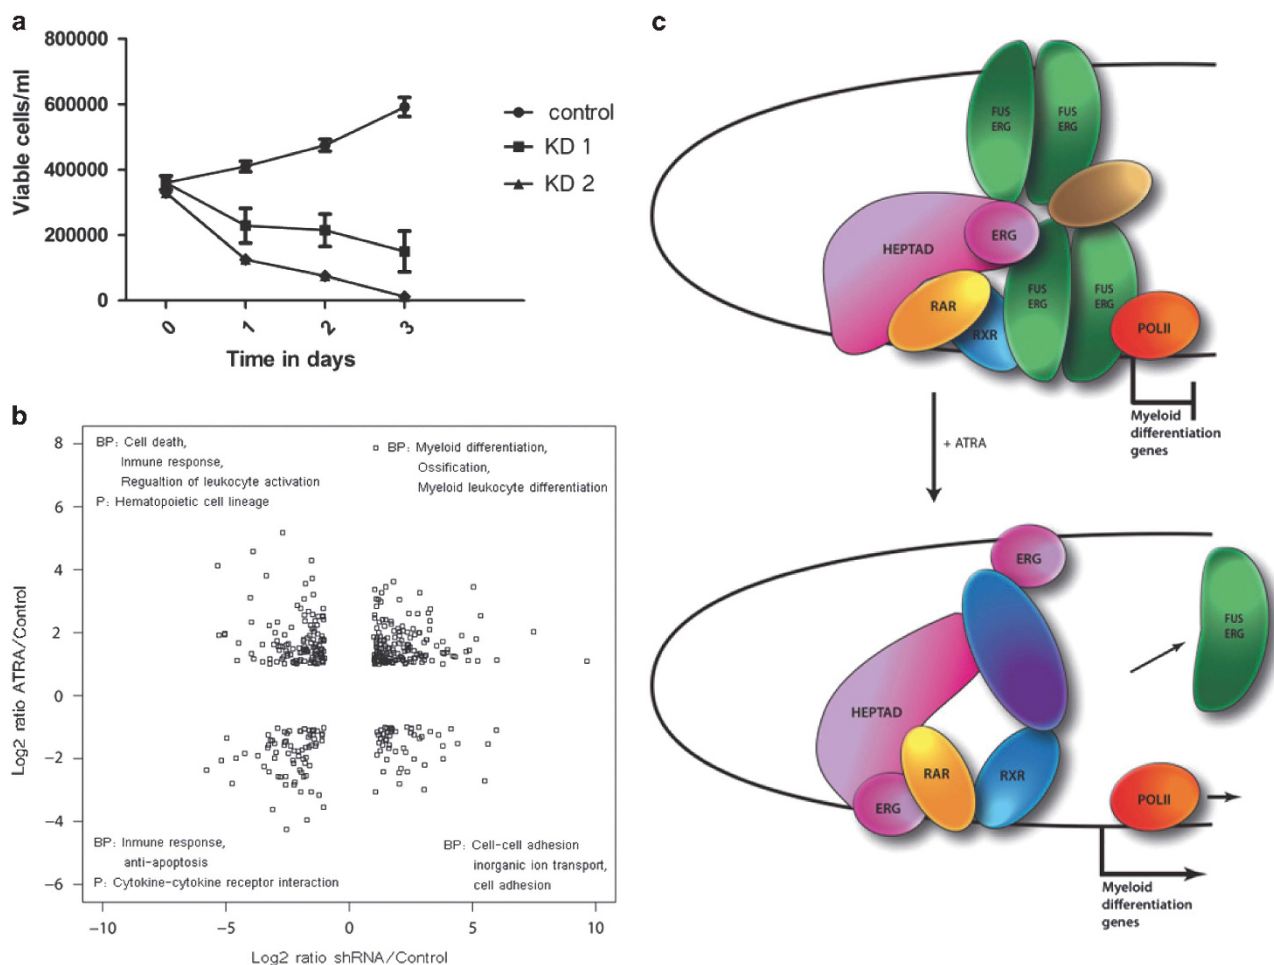 a
800000
600000
400000
200000
0
Viable cells/ml
0
1
2
3
Time in days
control
KD 1
KD 2
b
8
6
4
2
0
−2
−4
−6
Log2 ratio ATRA/Control
BP: Cell death,
Inmune response,
Regualtion of leukocyte activation
P: Hematopoietic cell lineage
BP: Myeloid differentiation,
Ossification,
Myeloid leukocyte differentiation
BP: Inmune response,
anti-apoptosis
P: Cytokine-cytokine receptor interaction
BP: Cell-cell adhesion
inorganic ion transport,
cell adhesion
−10
−5
0
5
10
Log2 ratio shRNA/Control
c
FUS
ERG
FUS
ERG
HEPTAD
ERG
RAR
RXR
FUS
ERG
FUS
ERG
POLII
Myeloid
differentiation
genes
+ ATRA
ERG
FUS
ERG
HEPTAD
RAR
RXR
ERG
POLII
Myeloid
differentiation
genes